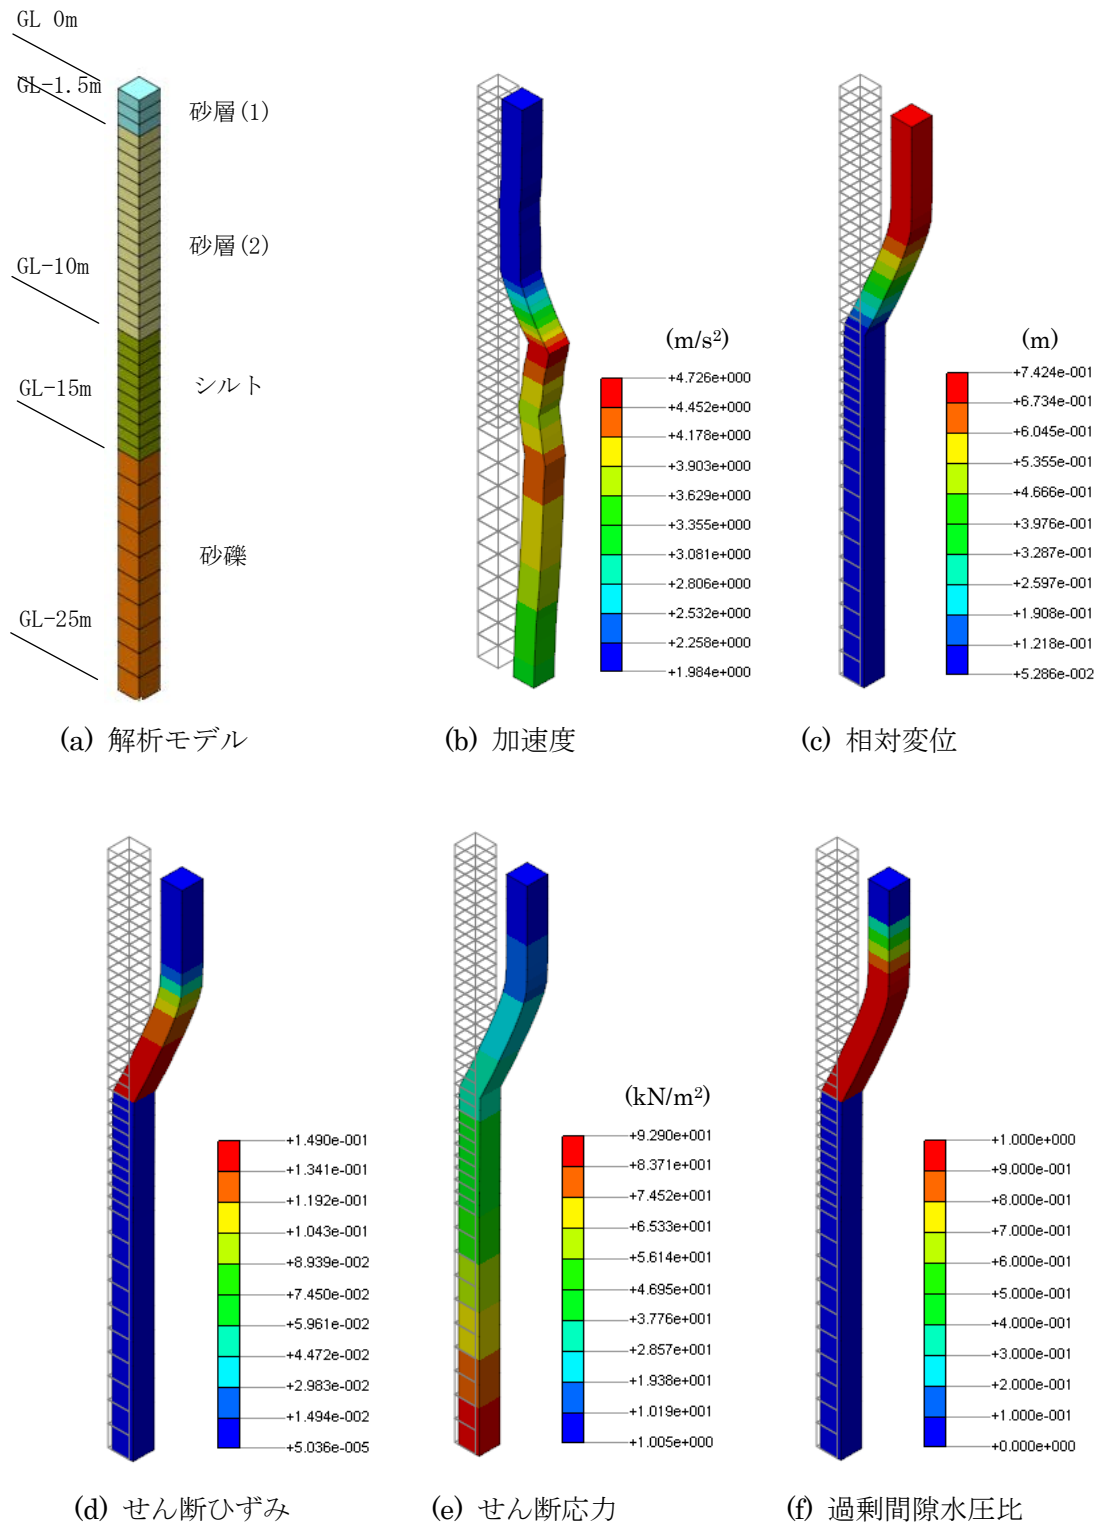 GL 0m
GL-1.5m
砂層(1)
砂層(2)
GL-10m
シルト
GL-15m
砂礫
GL-25m
(m/s²)
+4.726e+000
+4.452e+000
+4.178e+000
+3.903e+000
+3.629e+000
+3.355e+000
+3.081e+000
+2.806e+000
+2.532e+000
+2.258e+000
+1.984e+000
(m)
+7.424e-001
+6.734e-001
+6.045e-001
+5.355e-001
+4.666e-001
+3.976e-001
+3.287e-001
+2.597e-001
+1.908e-001
+1.218e-001
+5.286e-002
(a) 解析モデル
(b) 加速度
(c) 相対変位
+1.490e-001
+1.341e-001
+1.192e-001
+1.043e-001
+8.939e-002
+7.450e-002
+5.961e-002
+4.472e-002
+2.983e-002
+1.494e-002
+5.036e-005
(kN/m²)
+9.290e+001
+8.371e+001
+7.452e+001
+6.533e+001
+5.614e+001
+4.695e+001
+3.776e+001
+2.857e+001
+1.938e+001
+1.019e+001
+1.005e+000
+1.000e+000
+9.000e-001
+8.000e-001
+7.000e-001
+6.000e-001
+5.000e-001
+4.000e-001
+3.000e-001
+2.000e-001
+1.000e-001
+0.000e+000
(d) せん断ひずみ
(e) せん断応力
(f) 過剰間隙水圧比